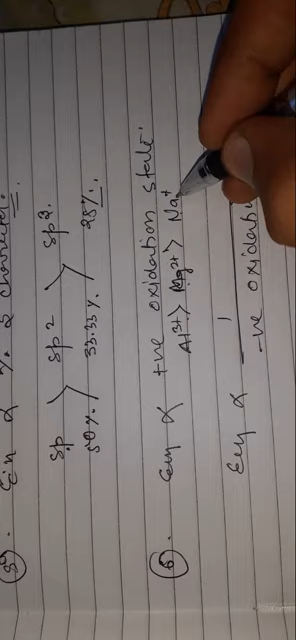 5. EN ∝ % S character.
sp > sp2 > sp3.
50%. 33.33%. 25%.
6. EN ∝ +ve oxidation state.
Al3+ > Mg2+ > Na+
EN ∝ 1
-ve oxida